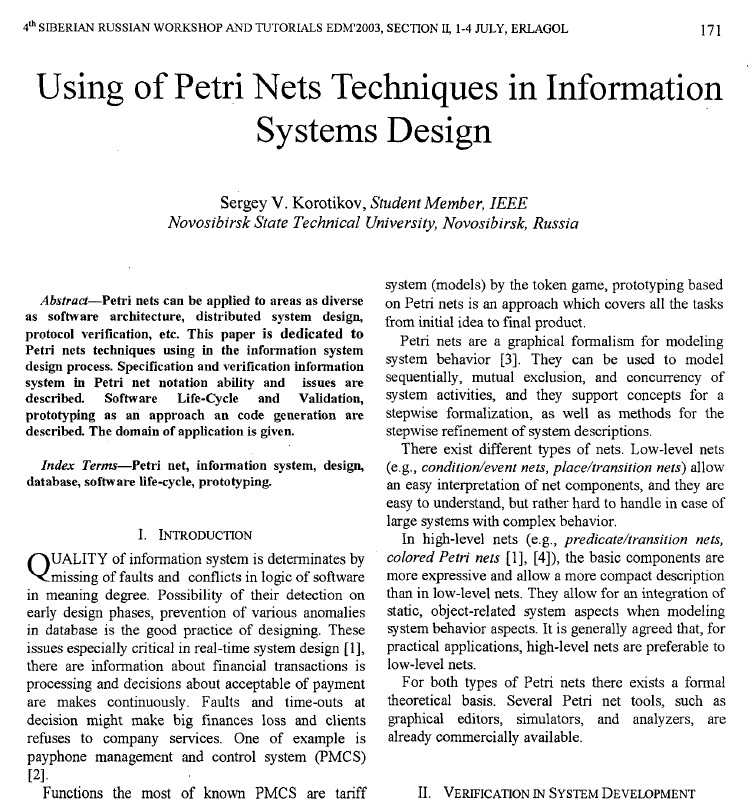 4th SIBERIAN RUSSIAN WORKSHOP AND TUTORIALS EDM'2003, SECTION II, 1-4 JULY, ERLAGOL 171
Using of Petri Nets Techniques in Information
Systems Design
Sergey V. Korotikov, Student Member, IEEE
Novosibirsk State Technical University, Novosibirsk, Russia
Abstract—Petri nets can be applied to areas as diverse
as software architecture, distributed system design,
protocol verification, etc. This paper is dedicated to
Petri nets techniques using in the information system
design process. Specification and verification information
system in Petri net notation ability and issues are
described. Software Life-Cycle and Validation,
prototyping as an approach an code generation are
described. The domain of application is given.
Index Terms—Petri net, information system, design,
database, software life-cycle, prototyping.
I. INTRODUCTION
QUALITY of information system is determinates by
missing of faults and conflicts in logic of software
in meaning degree. Possibility of their detection on
early design phases, prevention of various anomalies
in database is the good practice of designing. These
issues especially critical in real-time system design [1],
there are information about financial transactions is
processing and decisions about acceptable of payment
are makes continuously. Faults and time-outs at
decision might make big finances loss and clients
refuses to company services. One of example is
payphone management and control system (PMCS)
[2].
Functions the most of known PMCS are tariff
system (models) by the token game, prototyping based
on Petri nets is an approach which covers all the tasks
from initial idea to final product.
Petri nets are a graphical formalism for modeling
system behavior [3]. They can be used to model
sequentially, mutual exclusion, and concurrency of
system activities, and they support concepts for a
stepwise formalization, as well as methods for the
stepwise refinement of system descriptions.
There exist different types of nets. Low-level nets
(e.g., condition/event nets, place/transition nets) allow
an easy interpretation of net components, and they are
easy to understand, but rather hard to handle in case of
large systems with complex behavior.
In high-level nets (e.g., predicate/transition nets,
colored Petri nets [1], [4]), the basic components are
more expressive and allow a more compact description
than in low-level nets. They allow for an integration of
static, object-related system aspects when modeling
system behavior aspects. It is generally agreed that, for
practical applications, high-level nets are preferable to
low-level nets.
For both types of Petri nets there exists a formal
theoretical basis. Several Petri net tools, such as
graphical editors, simulators, and analyzers, are
already commercially available.
II. VERIFICATION IN SYSTEM DEVELOPMENT